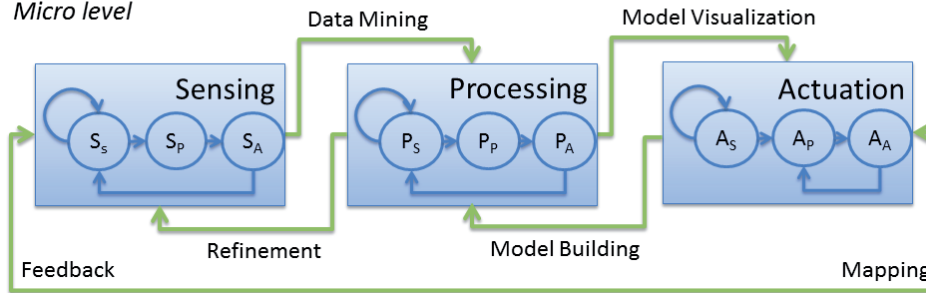 Micro level
Data Mining
Model Visualization
Sensing
Processing
Actuation
Ss
SP
SA
PS
PP
PA
AS
AP
AA
Refinement
Model Building
Feedback
Mapping